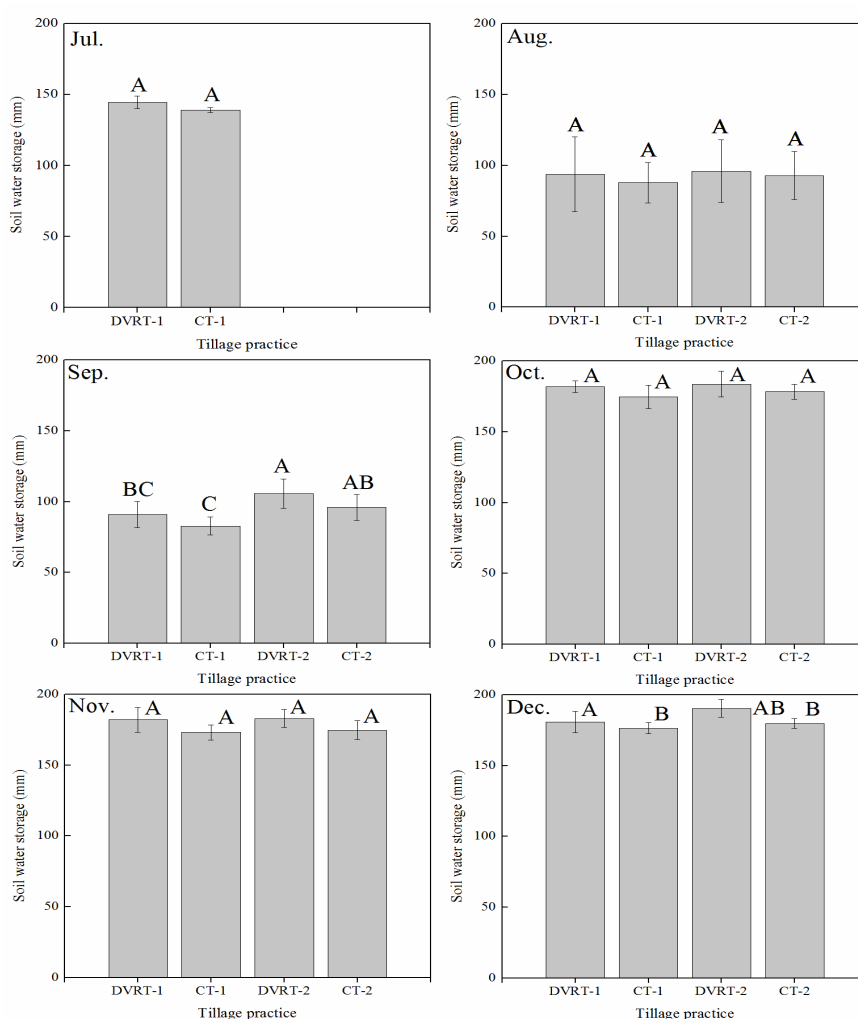 Jul.
Soil water storage (mm)
200
150
100
50
0
A A
DVRT-1 CT-1
Tillage practice
Aug.
Soil water storage (mm)
200
150
100
50
0
A A A A
DVRT-1 CT-1 DVRT-2 CT-2
Tillage practice
Sep.
Soil water storage (mm)
200
150
100
50
0
BC C A AB
DVRT-1 CT-1 DVRT-2 CT-2
Tillage practice
Oct.
Soil water storage (mm)
200
150
100
50
0
A A A A
DVRT-1 CT-1 DVRT-2 CT-2
Tillage practice
Nov.
Soil water storage (mm)
200
150
100
50
0
A A A A
DVRT-1 CT-1 DVRT-2 CT-2
Tillage practice
Dec.
Soil water storage (mm)
200
150
100
50
0
A B AB B
DVRT-1 CT-1 DVRT-2 CT-2
Tillage practice